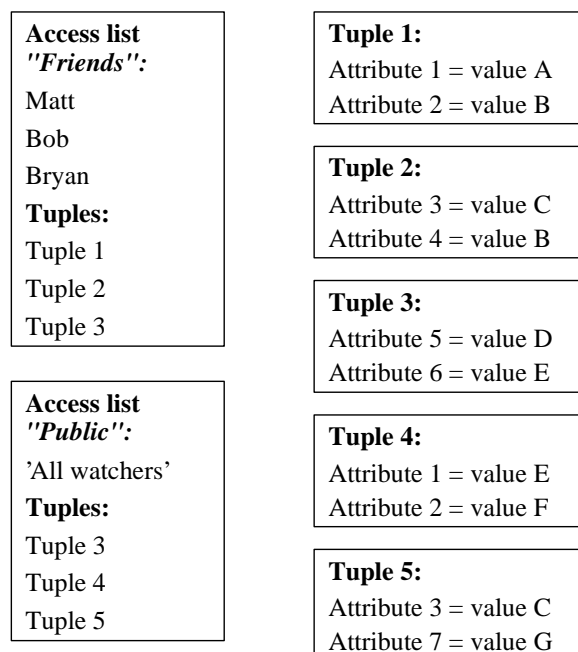 Access list
"Friends":
Matt
Bob
Bryan
Tuples:
Tuple 1
Tuple 2
Tuple 3
Access list
"Public":
’All watchers’
Tuples:
Tuple 3
Tuple 4
Tuple 5
Tuple 1:
Attribute 1 = value A
Attribute 2 = value B
Tuple 2:
Attribute 3 = value C
Attribute 4 = value B
Tuple 3:
Attribute 5 = value D
Attribute 6 = value E
Tuple 4:
Attribute 1 = value E
Attribute 2 = value F
Tuple 5:
Attribute 3 = value C
Attribute 7 = value G